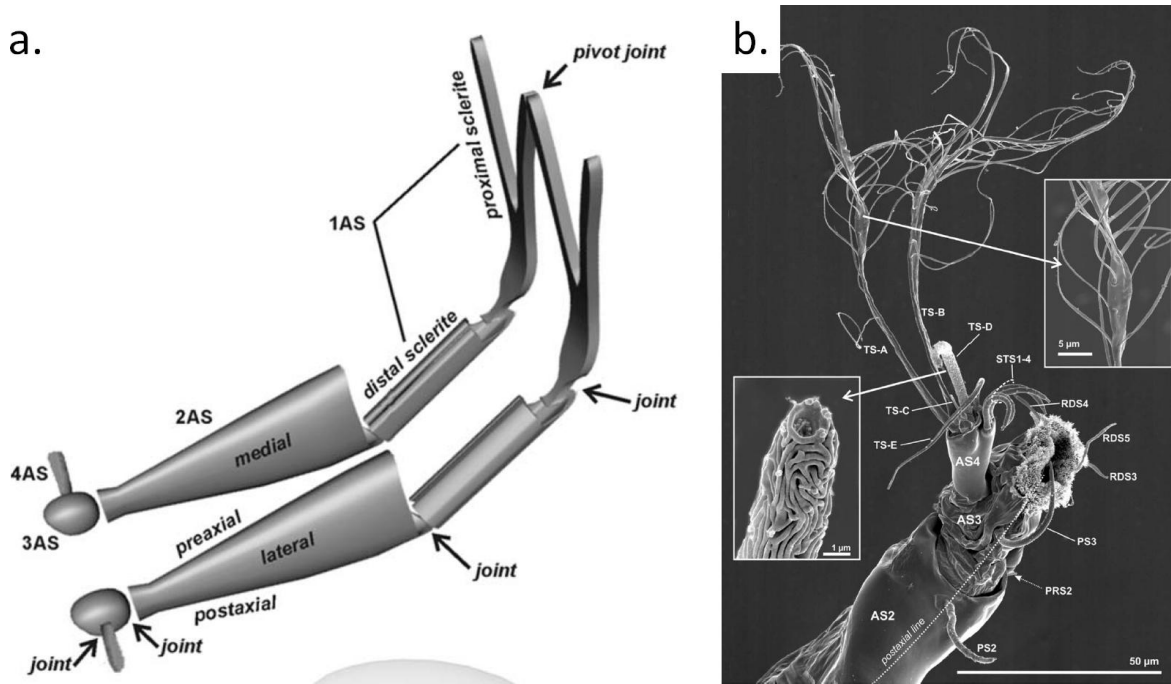 a.
pivot joint
proximal sclerite
1AS
distal sclerite
joint
2AS
medial
4AS
3AS
preaxial
lateral
postaxial
joint
joint
joint
b.
5 µm
TS-B
TS-D
TS-A
STS1-4
TS-C
RDS4
TS-E
RDS5
AS4
RDS3
AS3
PS3
1 µm
PRS2
AS2
postaxial line
PS2
50 µm